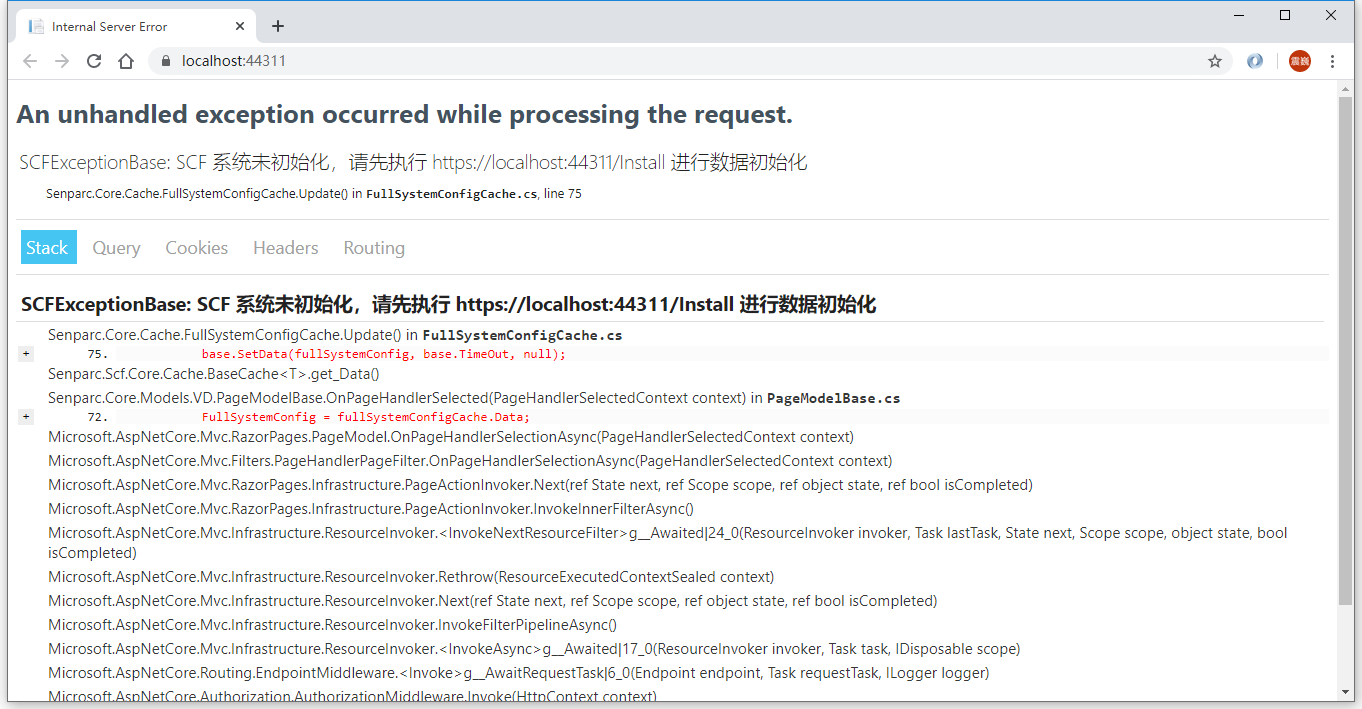 Internal Server Error
localhost:44311
震巍
An unhandled exception occurred while processing the request.
SCFExceptionBase: SCF 系统未初始化，请先执行 https://localhost:44311/Install 进行数据初始化
Senparc.Core.Cache.FullSystemConfigCache.Update() in FullSystemConfigCache.cs, line 75
Stack Query Cookies Headers Routing
SCFExceptionBase: SCF 系统未初始化，请先执行 https://localhost:44311/Install 进行数据初始化
Senparc.Core.Cache.FullSystemConfigCache.Update() in FullSystemConfigCache.cs
+ 75. base.SetData(fullSystemConfig, base.TimeOut, null);
Senparc.Scf.Core.Cache.BaseCache<T>.get_Data()
Senparc.Core.Models.VD.PageModelBase.OnPageHandlerSelected(PageHandlerSelectedContext context) in PageModelBase.cs
+ 72. FullSystemConfig = fullSystemConfigCache.Data;
Microsoft.AspNetCore.Mvc.RazorPages.PageModel.OnPageHandlerSelectionAsync(PageHandlerSelectedContext context)
Microsoft.AspNetCore.Mvc.Filters.PageHandlerPageFilter.OnPageHandlerSelectionAsync(PageHandlerSelectedContext context)
Microsoft.AspNetCore.Mvc.RazorPages.Infrastructure.PageActionInvoker.Next(ref State next, ref Scope scope, ref object state, ref bool isCompleted)
Microsoft.AspNetCore.Mvc.RazorPages.Infrastructure.PageActionInvoker.InvokeInnerFilterAsync()
Microsoft.AspNetCore.Mvc.Infrastructure.ResourceInvoker.<InvokeNextResourceFilter>g__Awaited|24_0(ResourceInvoker invoker, Task lastTask, State next, Scope scope, object state, bool
isCompleted)
Microsoft.AspNetCore.Mvc.Infrastructure.ResourceInvoker.Rethrow(ResourceExecutedContextSealed context)
Microsoft.AspNetCore.Mvc.Infrastructure.ResourceInvoker.Next(ref State next, ref Scope scope, ref object state, ref bool isCompleted)
Microsoft.AspNetCore.Mvc.Infrastructure.ResourceInvoker.InvokeFilterPipelineAsync()
Microsoft.AspNetCore.Mvc.Infrastructure.ResourceInvoker.<InvokeAsync>g__Awaited|17_0(ResourceInvoker invoker, Task task, IDisposable scope)
Microsoft.AspNetCore.Routing.EndpointMiddleware.<Invoke>g__AwaitRequestTask|6_0(Endpoint endpoint, Task requestTask, ILogger logger)
Microsoft.AspNetCore.Authorization.AuthorizationMiddleware.Invoke(HttpContext context)